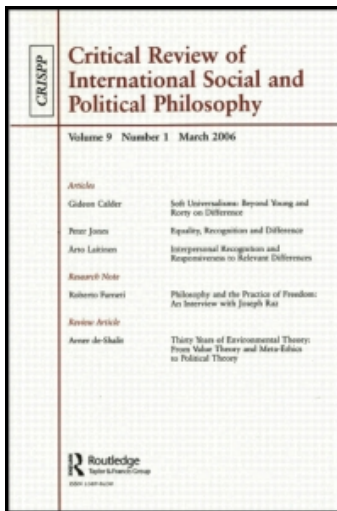 CRISPP
Critical Review of
International Social and
Political Philosophy
Volume 9 Number 1 March 2006
Articles
Gideon Calder Soft Universalisms: Beyond Young and
Rorty on Difference
Peter Jones Equality, Recognition and Difference
Arto Laitinen Interpersonal Recognition and
Responsiveness to Relevant Differences
Research Note
Roberto Farneti Philosophy and the Practice of Freedom:
An Interview with Joseph Raz
Review Article
Avner de-Shalit Thirty Years of Environmental Theory:
From Value Theory and Meta-Ethics
to Political Theory
R Routledge
Taylor & Francis Group